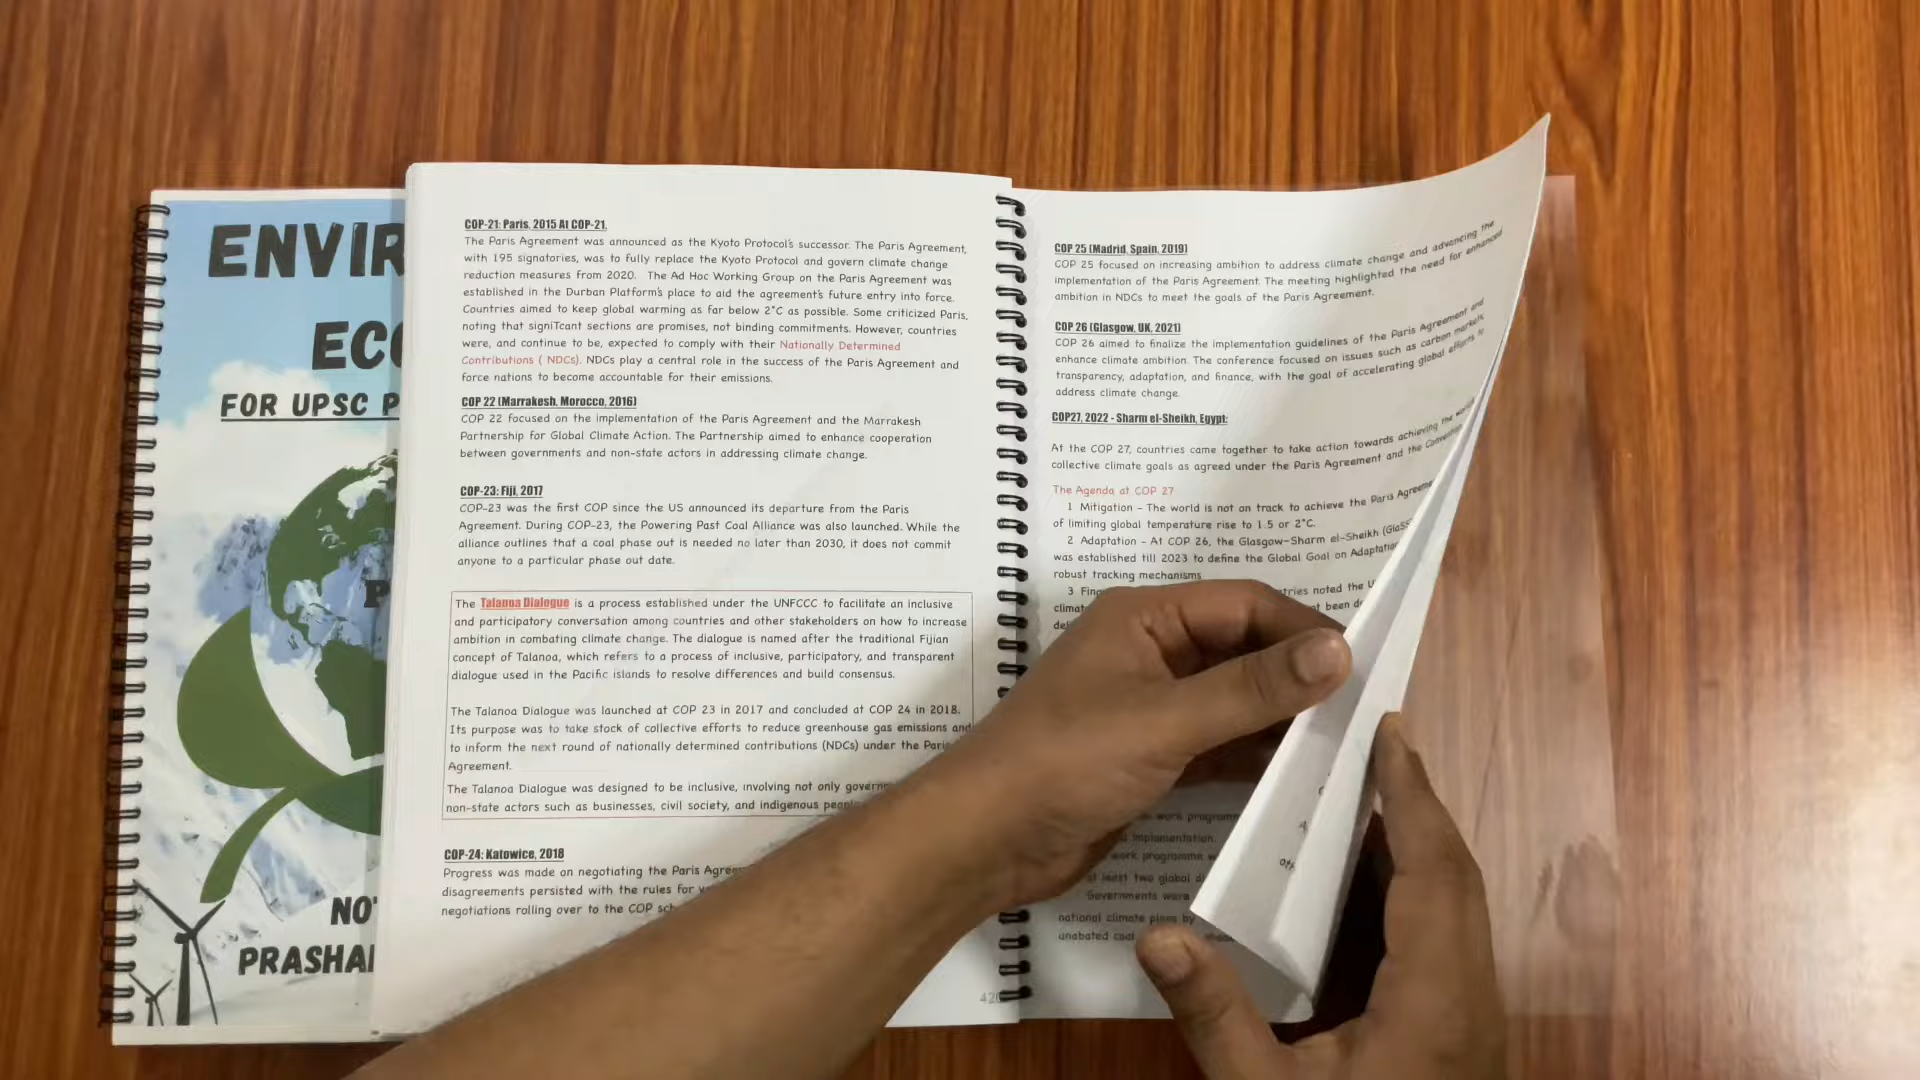 ENVIR
ECO
FOR UPSC P
P
NOT
PRASHA
COP-21: Paris, 2015 At COP-21,
The Paris Agreement was announced as the Kyoto Protocol's successor. The Paris Agreement,
with 195 signatories, was to fully replace the Kyoto Protocol and govern climate change
reduction measures from 2020. The Ad Hoc Working Group on the Paris Agreement was
established in the Durban Platform's place to aid the agreement's future entry into force.
Countries aimed to keep global warming as far below 2°C as possible. Some criticized Paris,
noting that signiTcant sections are promises, not binding commitments. However, countries
were, and continue to be, expected to comply with their Nationally Determined
Contributions ( NDCs). NDCs play a central role in the success of the Paris Agreement and
force nations to become accountable for their emissions.
COP 22 (Marrakesh, Morocco, 2016)
COP 22 focused on the implementation of the Paris Agreement and the Marrakesh
Partnership for Global Climate Action. The Partnership aimed to enhance cooperation
between governments and non-state actors in addressing climate change.
COP-23: Fiji, 2017
COP-23 was the first COP since the US announced its departure from the Paris
Agreement. During COP-23, the Powering Past Coal Alliance was also launched. While the
alliance outlines that a coal phase out is needed no later than 2030, it does not commit
anyone to a particular phase out date.
The Talanoa Dialogue is a process established under the UNFCCC to facilitate an inclusive
and participatory conversation among countries and other stakeholders on how to increase
ambition in combating climate change. The dialogue is named after the traditional Fijian
concept of Talanoa, which refers to a process of inclusive, participatory, and transparent
dialogue used in the Pacific islands to resolve differences and build consensus.
The Talanoa Dialogue was launched at COP 23 in 2017 and concluded at COP 24 in 2018.
Its purpose was to take stock of collective efforts to reduce greenhouse gas emissions and
to inform the next round of nationally determined contributions (NDCs) under the Paris
Agreement.
The Talanoa Dialogue was designed to be inclusive, involving not only govern
non-state actors such as businesses, civil society, and indigenous peopl
COP-24: Katowice, 2018
Progress was made on negotiating the Paris Agree
disagreements persisted with the rules for
negotiations rolling over to the COP sch
COP 25 (Madrid, Spain, 2019)
COP 25 focused on increasing ambition to address climate change and advancing the
implementation of the Paris Agreement. The meeting highlighted the need for enhanced
ambition in NDCs to meet the goals of the Paris Agreement.
COP 26 (Glasgow, UK, 2021)
COP 26 aimed to finalize the implementation guidelines of the Paris Agreement and
enhance climate ambition. The conference focused on issues such as carbon markets,
transparency, adaptation, and finance, with the goal of accelerating global efforts to
address climate change.
COP27, 2022 - Sharm el-Sheikh, Egypt:
At the COP 27, countries came together to take action towards achieving the world's
collective climate goals as agreed under the Paris Agreement and the Convention
The Agenda at COP 27
1 Mitigation - The world is not on track to achieve the Paris Agreeme
of limiting global temperature rise to 1.5 or 2°C.
2 Adaptation - At COP 26, the Glasgow-Sharm el-Sheikh (GlaSS
was established till 2023 to define the Global Goal on Adaptation
robust tracking mechanisms
3 Fina tries noted the U
climat been de
del
work programm
implementation.
work programme w
at least two global di
Governments were
national climate plans by
unabated coal